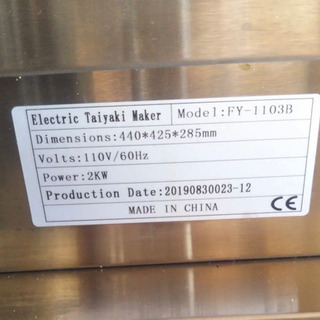 Electric Taiyaki Maker Model:FY-1103B
Dimensions:440*425*285mm
Volts:110V/60Hz
Power:2KW
Production Date:20190830023-12
MADE IN CHINA CE